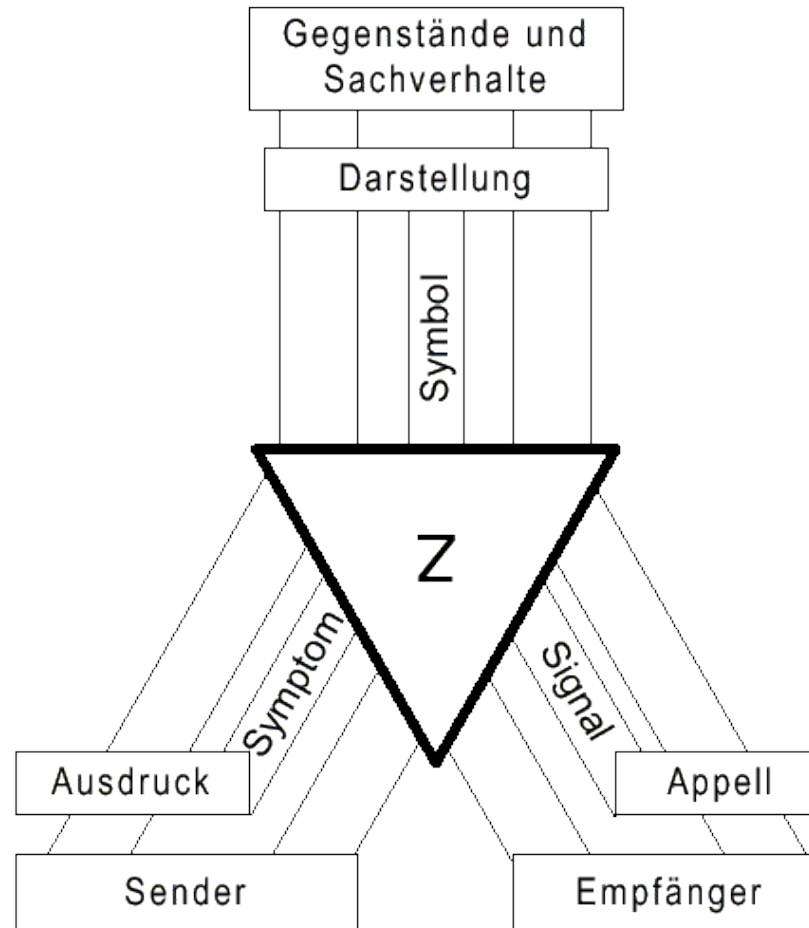 Gegenstände und
Sachverhalte
Darstellung
Symbol
Z
Symptom
Signal
Ausdruck
Appell
Sender
Empfänger